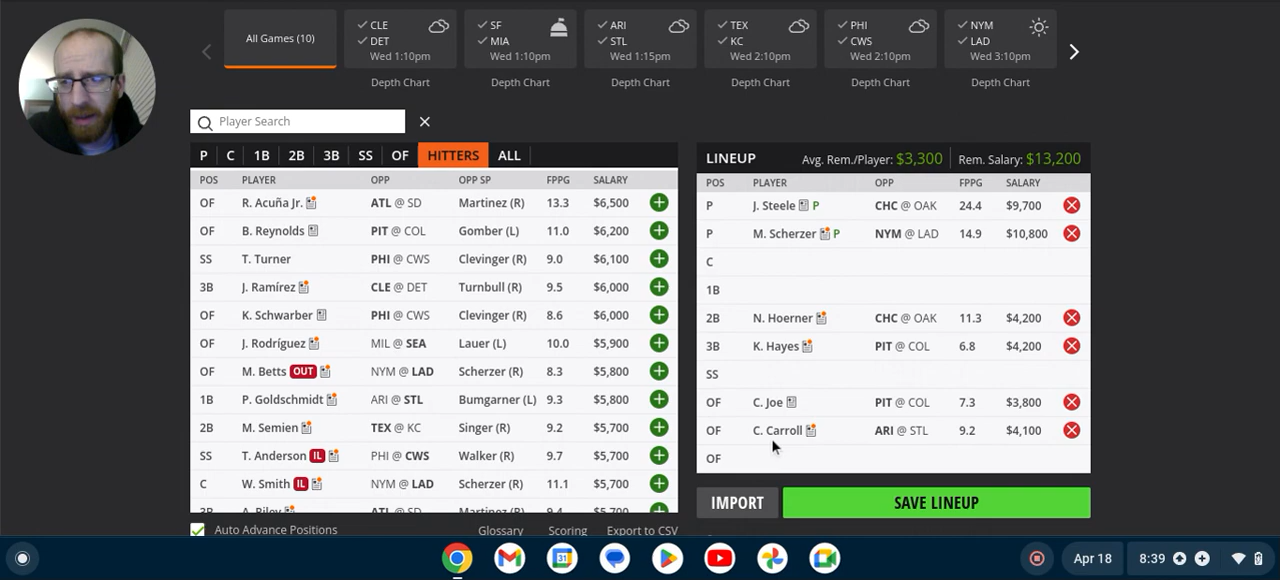 All Games (10)
CLE
DET
Wed 1:10pm
Depth Chart
SF
MIA
Wed 1:10pm
Depth Chart
ARI
STL
Wed 1:15pm
Depth Chart
TEX
KC
Wed 2:10pm
Depth Chart
PHI
CWS
Wed 2:10pm
Depth Chart
NYM
LAD
Wed 3:10pm
Depth Chart
Player Search
P C 1B 2B 3B SS OF HITTERS ALL
POS PLAYER OPP OPP SP FPPG SALARY
OF R. Acuña Jr. ATL @ SD Martinez (R) 13.3 $6,500
OF B. Reynolds PIT @ COL Gomber (L) 11.0 $6,200
SS T. Turner PHI @ CWS Clevinger (R) 9.0 $6,100
3B J. Ramírez CLE @ DET Turnbull (R) 9.5 $6,000
OF K. Schwarber PHI @ CWS Clevinger (R) 8.6 $6,000
OF J. Rodríguez MIL @ SEA Lauer (L) 10.0 $5,900
OF M. Betts OUT NYM @ LAD Scherzer (R) 8.3 $5,800
1B P. Goldschmidt ARI @ STL Bumgarner (L) 9.3 $5,800
2B M. Semien TEX @ KC Singer (R) 9.2 $5,700
SS T. Anderson IL PHI @ CWS Walker (R) 9.7 $5,700
C W. Smith IL NYM @ LAD Scherzer (R) 11.1 $5,700
3B A. Riley ATL @ SD Martinez (R) 9.4 $5,700
Auto Advance Positions Glossary Scoring Export to CSV
LINEUP Avg. Rem./Player: $3,300 Rem. Salary: $13,200
POS PLAYER OPP FPPG SALARY
P J. Steele P CHC @ OAK 24.4 $9,700
P M. Scherzer P NYM @ LAD 14.9 $10,800
C
1B
2B N. Hoerner CHC @ OAK 11.3 $4,200
3B K. Hayes PIT @ COL 6.8 $4,200
SS
OF C. Joe PIT @ COL 7.3 $3,800
OF C. Carroll ARI @ STL 9.2 $4,100
OF
IMPORT SAVE LINEUP
31
Apr 18 8:39